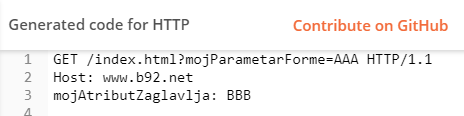 Generated code for HTTP
Contribute on GitHub
1 GET /index.html?mojParametarForme=AAA HTTP/1.1
2 Host: www.b92.net
3 mojAtributZaglavlja: BBB
4